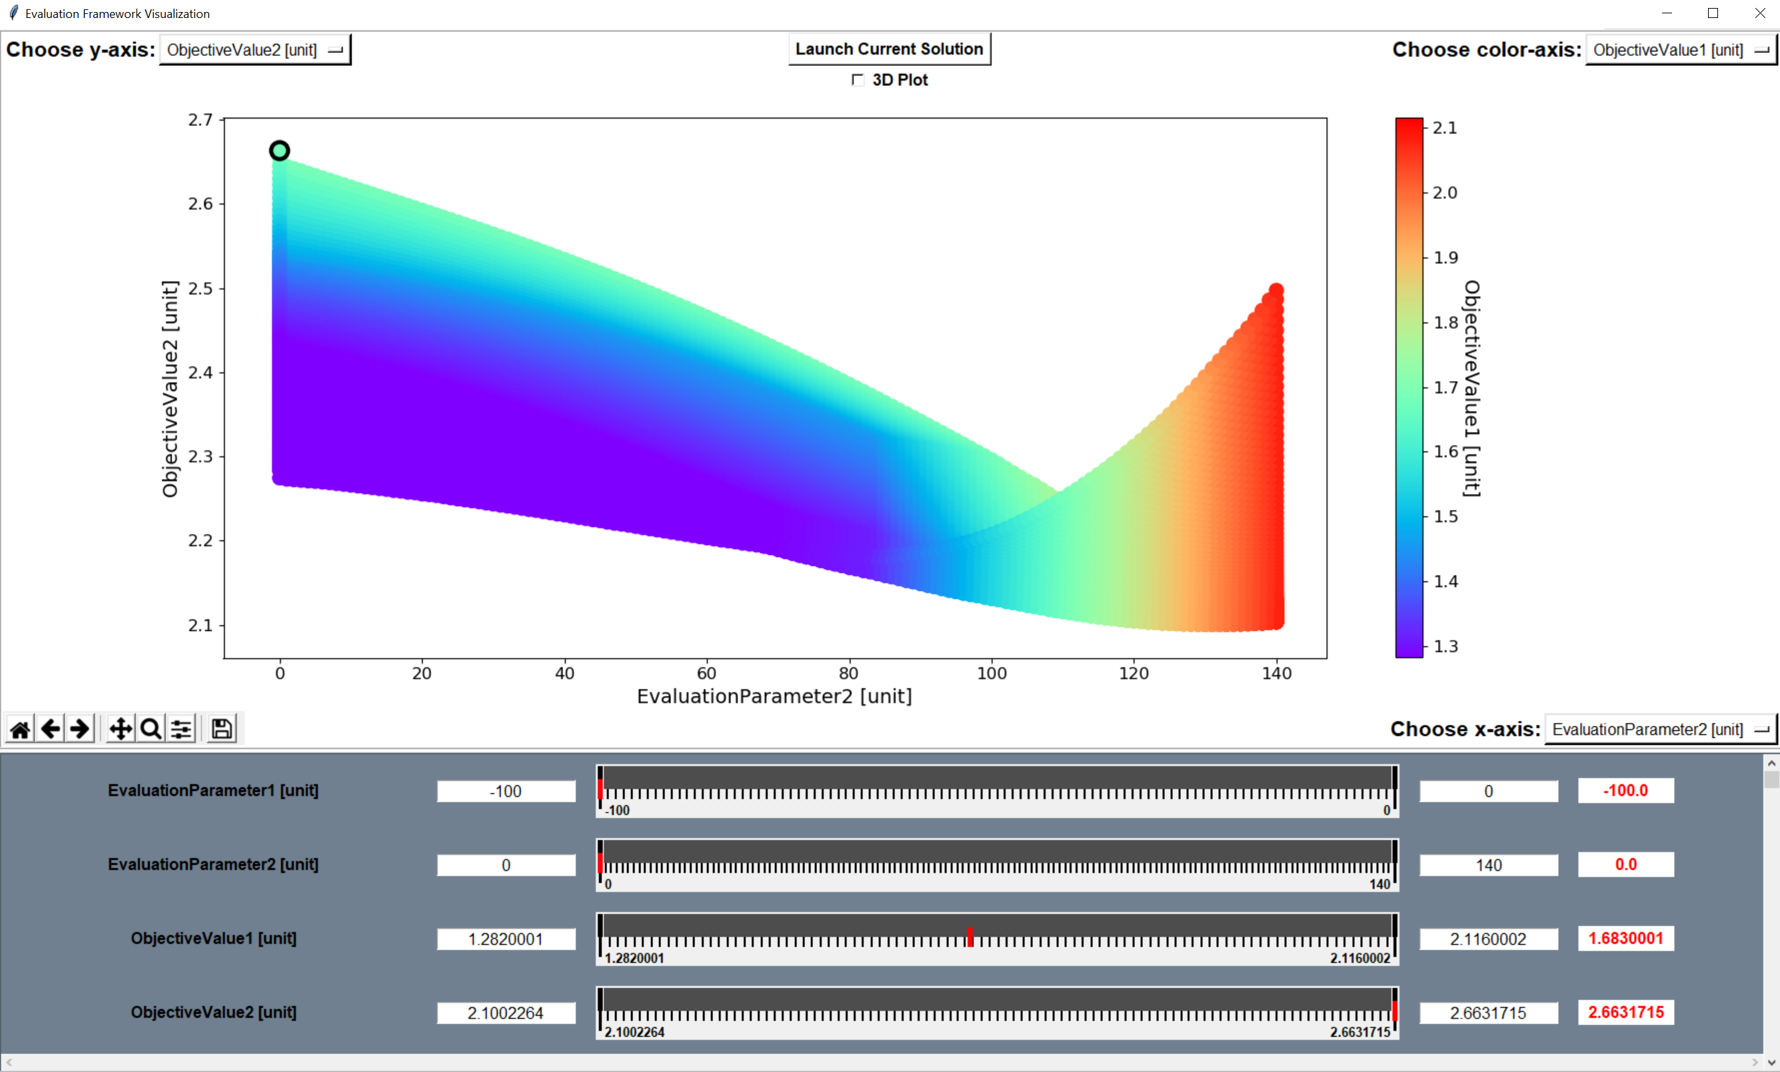 Evaluation Framework Visualization
Choose y-axis: ObjectiveValue2 [unit]
Launch Current Solution
Choose color-axis: ObjectiveValue1 [unit]
3D Plot
2.7
2.6
2.5
2.4
2.3
2.2
2.1
ObjectiveValue2 [unit]
0 20 40 60 80 100 120 140
EvaluationParameter2 [unit]
2.1
2.0
1.9
1.8
1.7
1.6
1.5
1.4
1.3
ObjectiveValue1 [unit]
Choose x-axis: EvaluationParameter2 [unit]
EvaluationParameter1 [unit] -100 -100 0 0 -100.0
EvaluationParameter2 [unit] 0 0 140 140 0.0
ObjectiveValue1 [unit] 1.2820001 1.2820001 2.1160002 2.1160002 1.6830001
ObjectiveValue2 [unit] 2.1002264 2.1002264 2.6631715 2.6631715 2.6631715